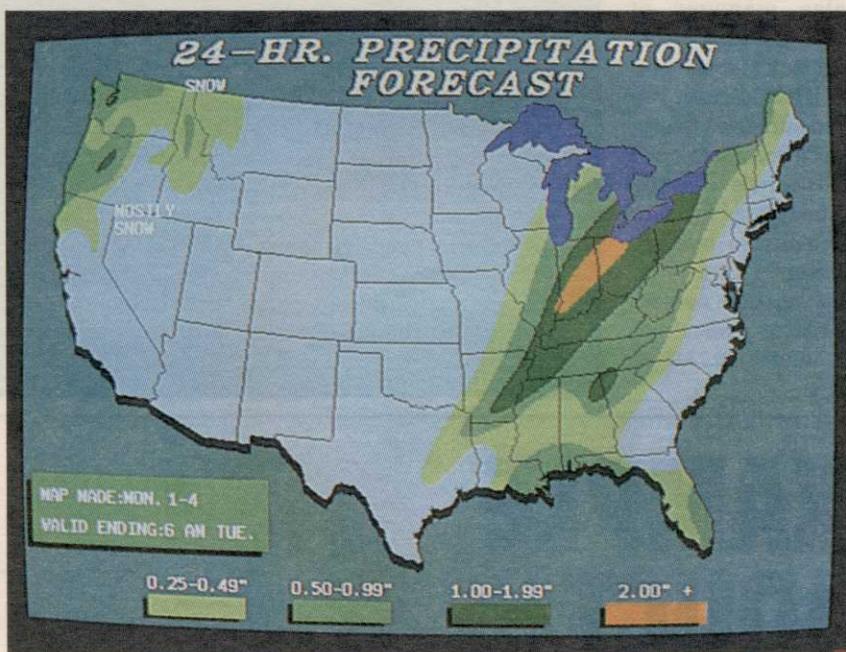 24-HR. PRECIPITATION
FORECAST
SNOW
MOSTLY
SNOW
MAP MADE:MON. 1-4
VALID ENDING:6 AM TUE.
0.25-0.49" 0.50-0.99" 1.00-1.99" 2.00" +